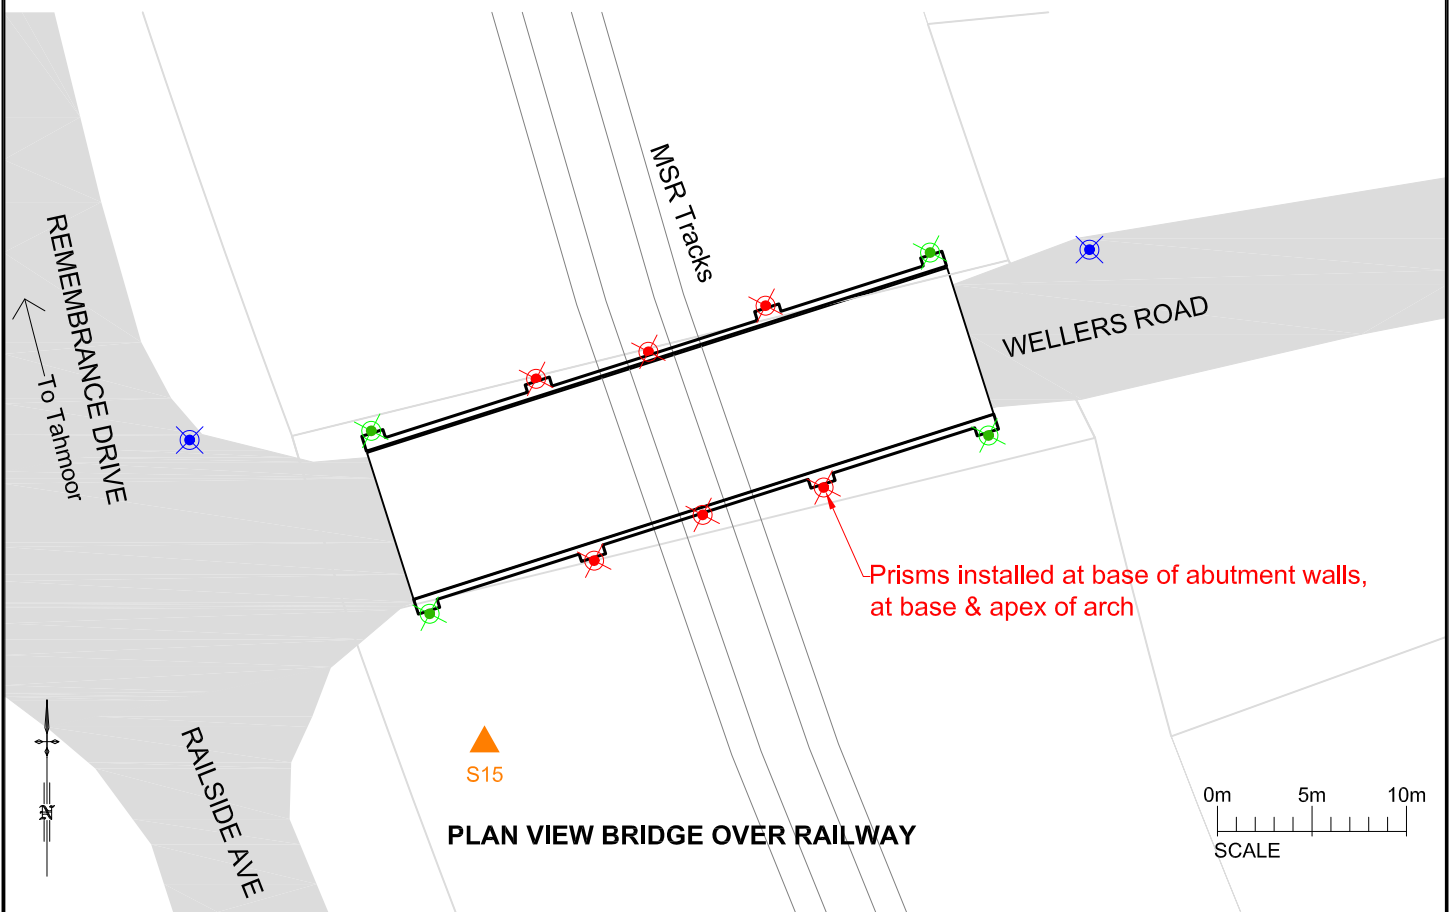 MSR Tracks
REMEMBRANCE DRIVE
To Tahmoor
WELLERS ROAD
Prisms installed at base of abutment walls,
at base & apex of arch
RAILSIDE AVE
S15
PLAN VIEW BRIDGE OVER RAILWAY
0m 5m 10m
SCALE
N